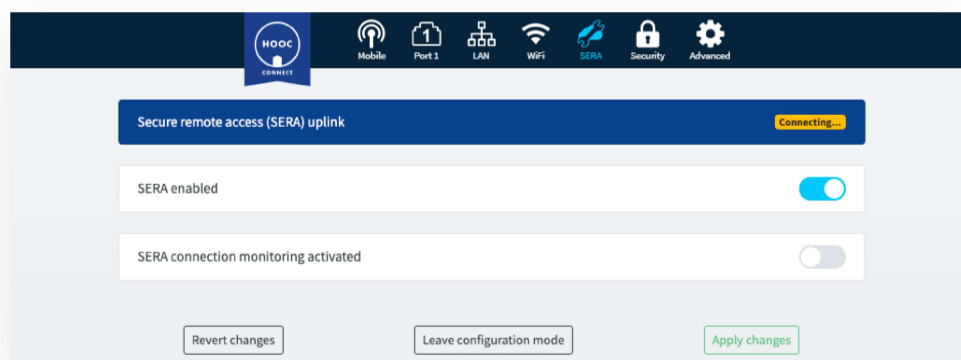 HOOC
CONNECT
Mobile
1
Port 1
LAN
WiFi
SERA
Security
Advanced
Secure remote access (SERA) uplink
Connecting...
SERA enabled
SERA connection monitoring activated
Revert changes
Leave configuration mode
Apply changes